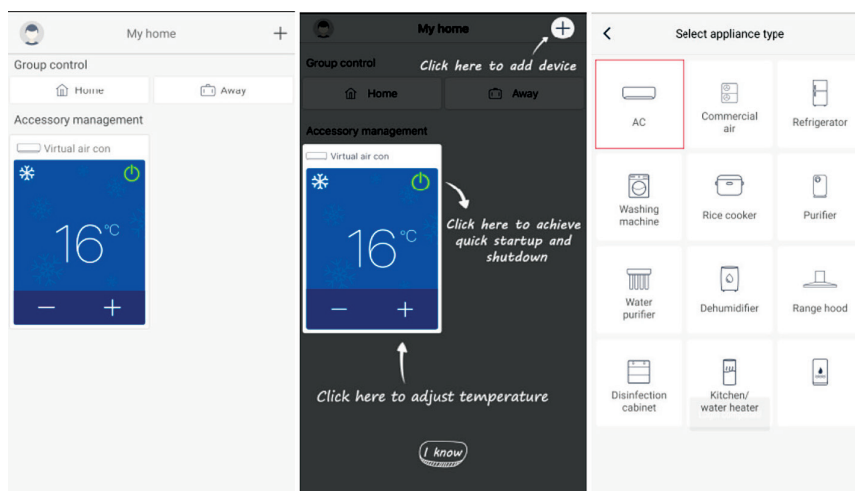 My home
Group control
Home
Away
Accessory management
Virtual air con
16°C
My home
Click here to add device
Group control
Home
Away
Accessory management
Virtual air con
16°C
Click here to achieve
quick startup and
shutdown
Click here to adjust temperature
I know
Select appliance type
AC
Commercial
air
Refrigerator
Washing
machine
Rice cooker
Purifier
Water
purifier
Dehumidifier
Range hood
Disinfection
cabinet
Kitchen/
water heater